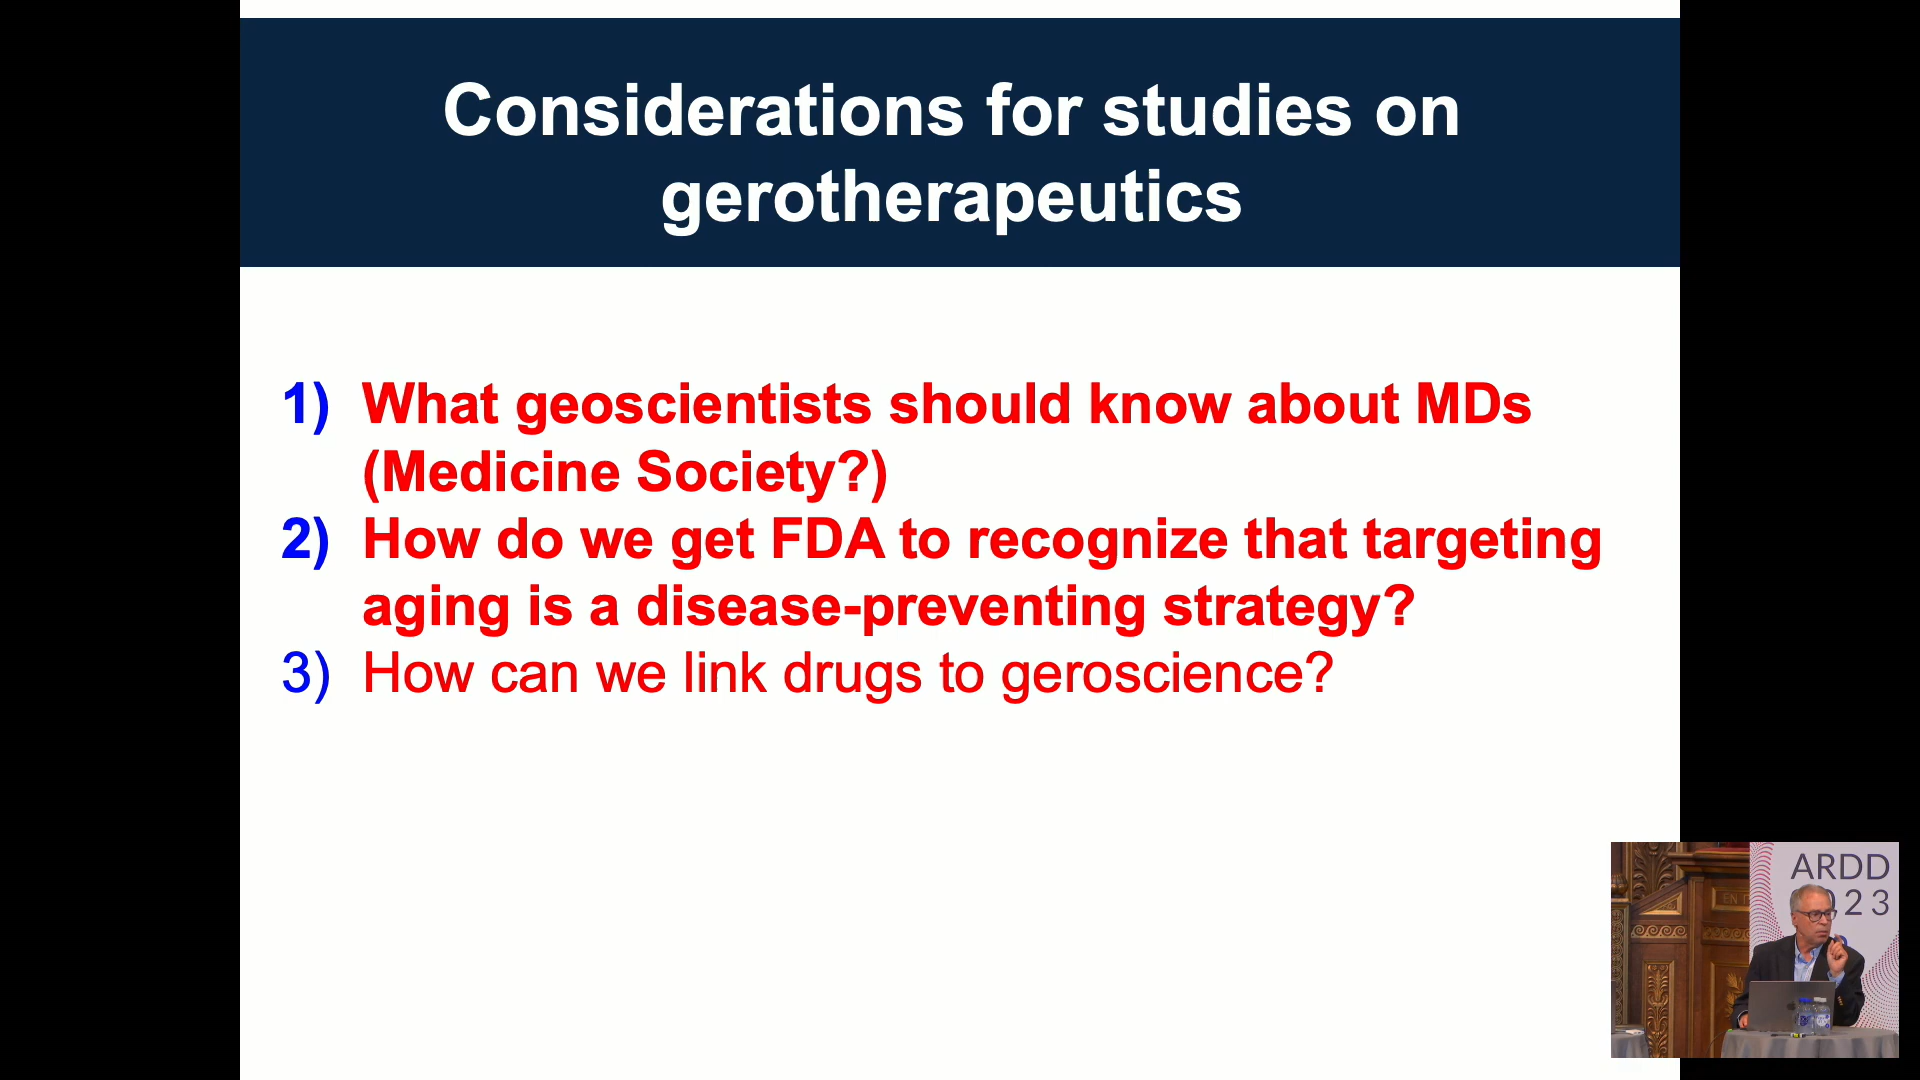 Considerations for studies on
gerotherapeutics
1) What geoscientists should know about MDs
(Medicine Society?)
2) How do we get FDA to recognize that targeting
aging is a disease-preventing strategy?
3) How can we link drugs to geroscience?
ARDD
23